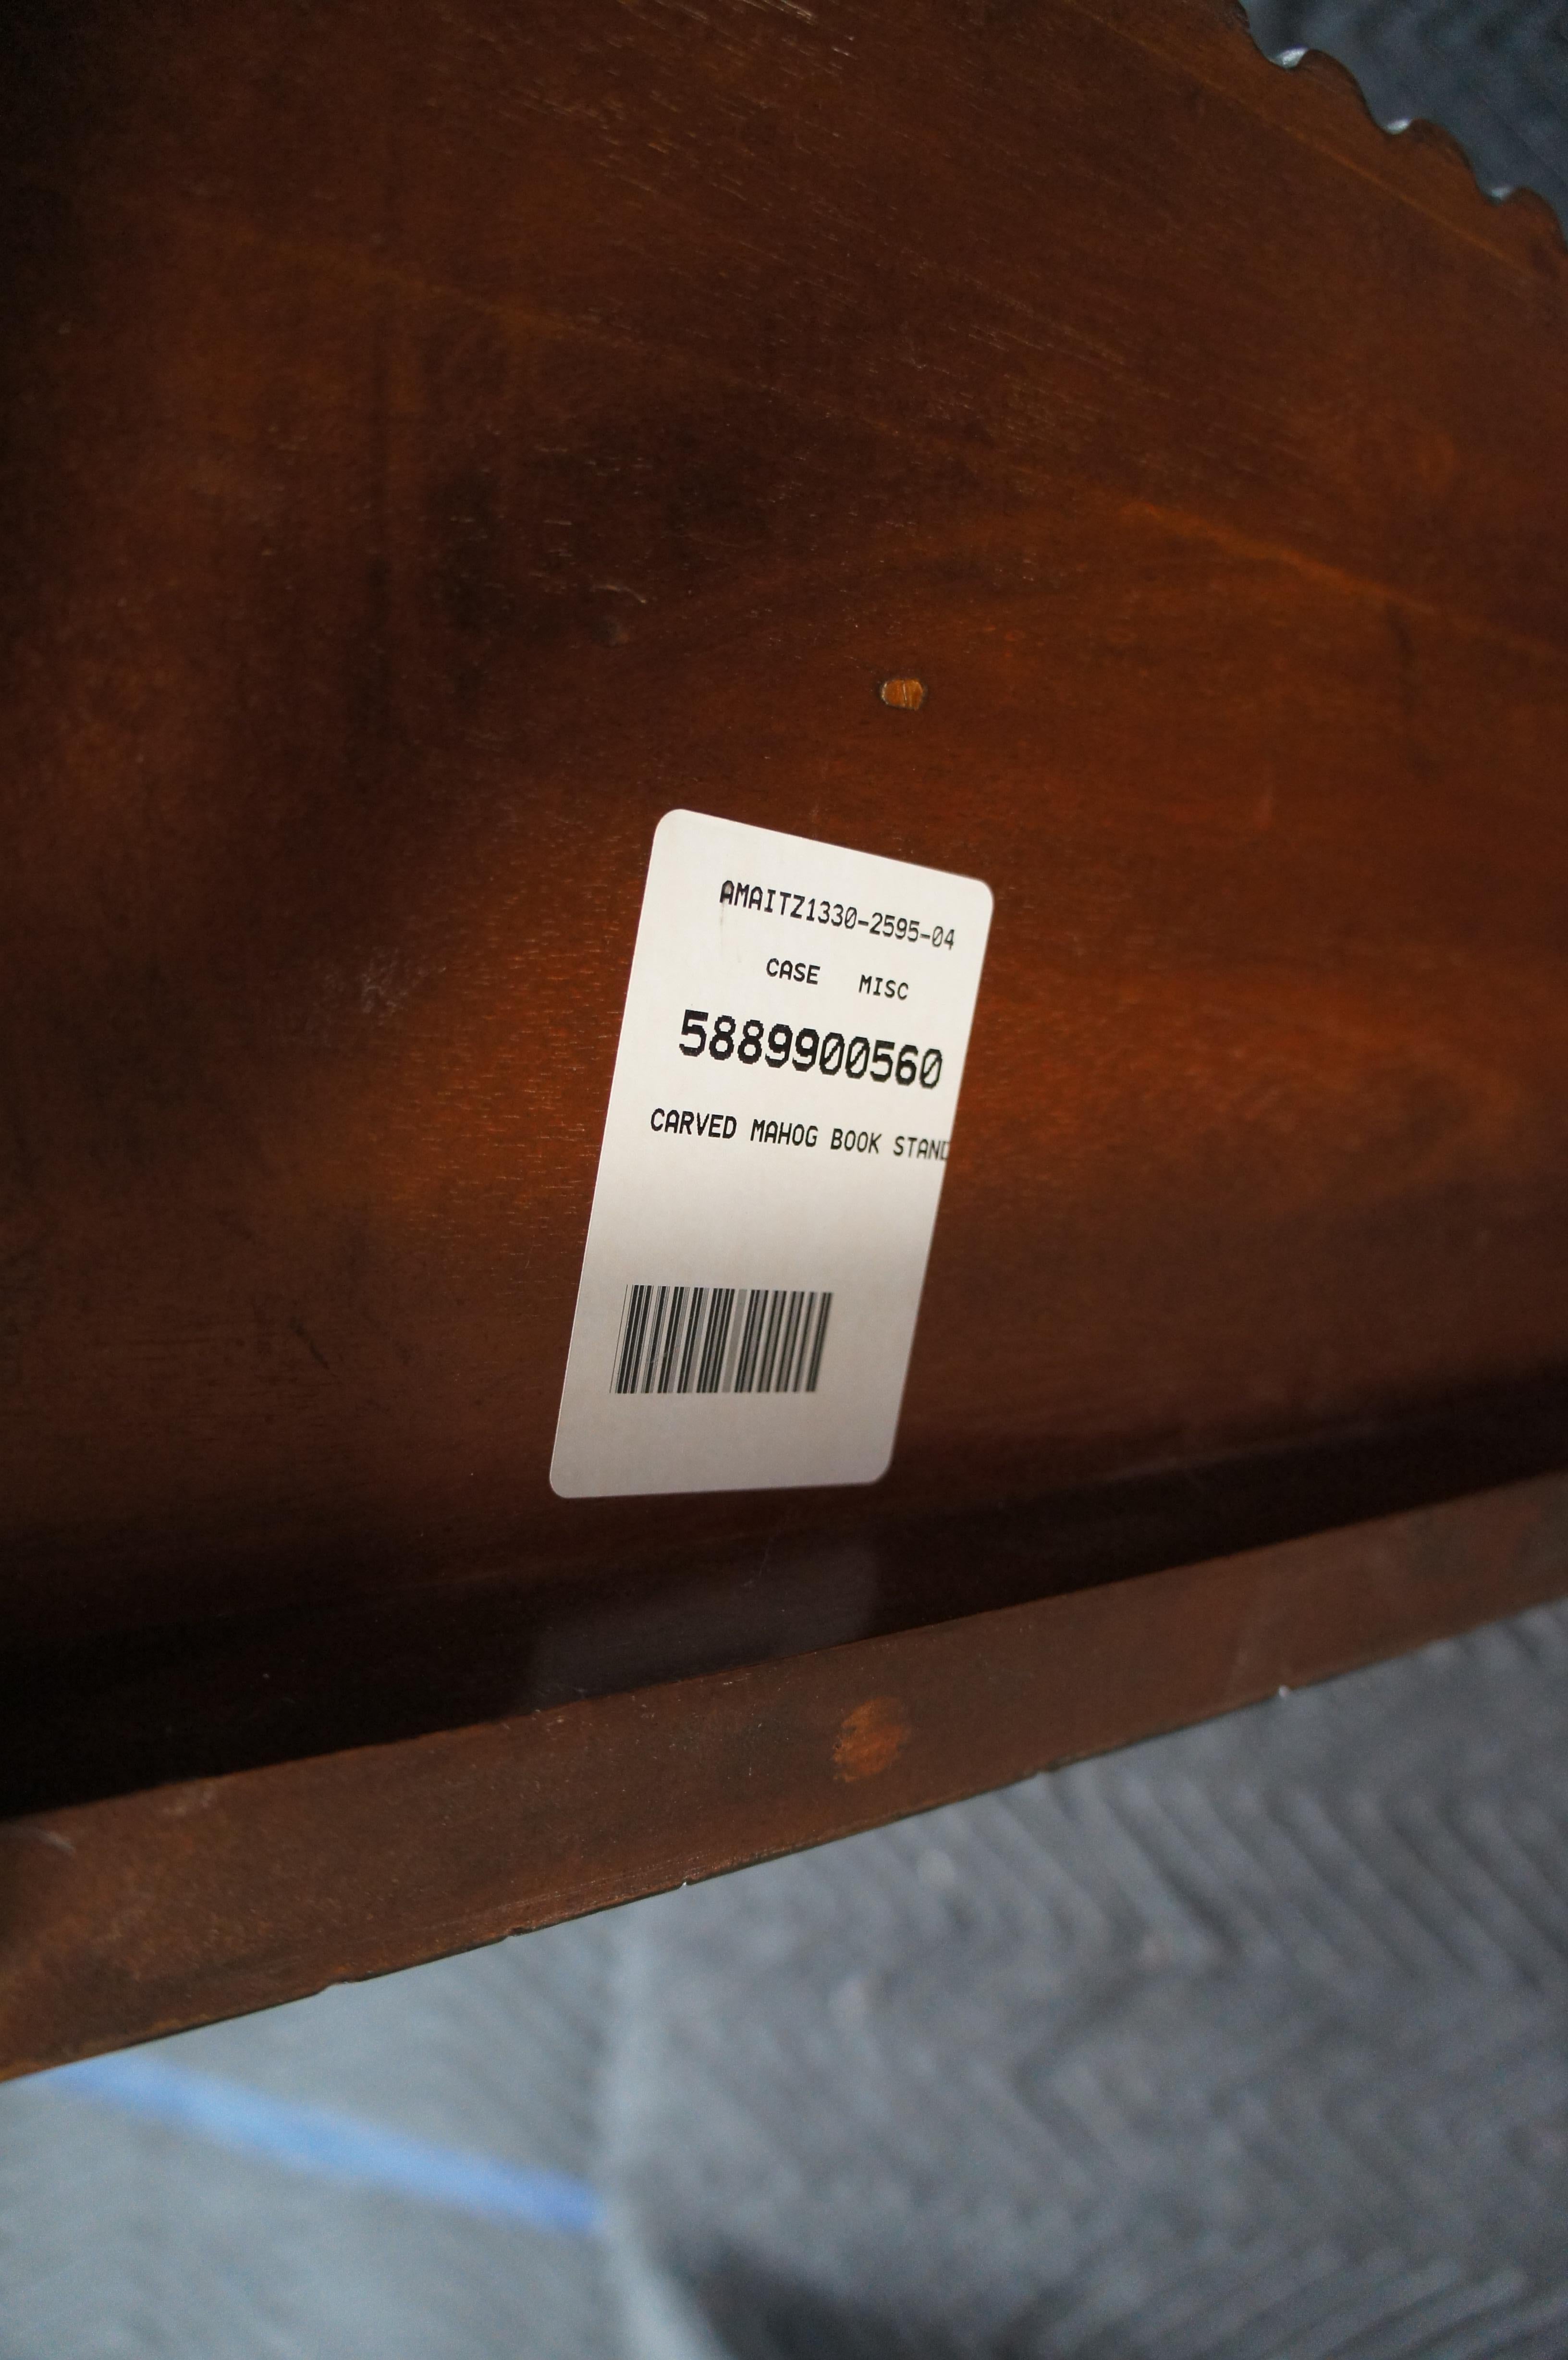 AMAITZ1330-2595-04
CASE MISC
5889900560
CARVED MAHOG BOOK STAND